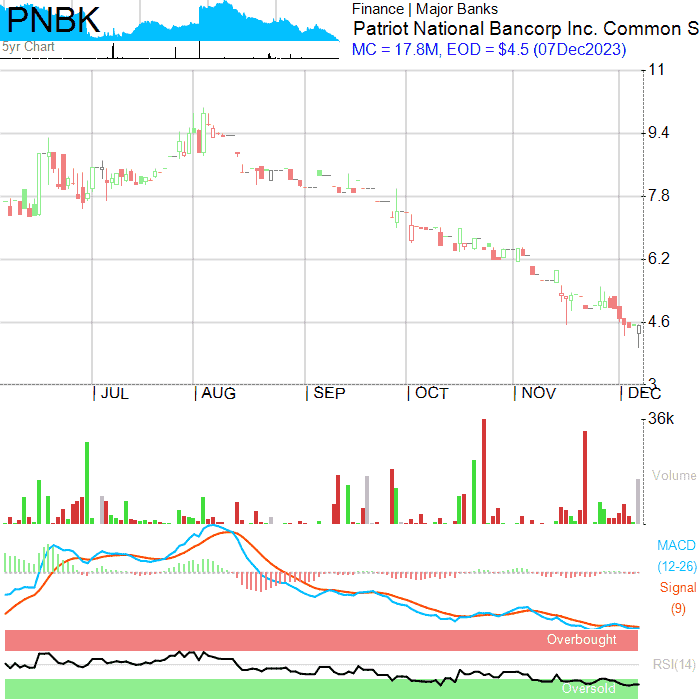 PNBK
5yr Chart
Finance | Major Banks
Patriot National Bancorp Inc. Common S
MC = 17.8M, EOD = $4.5 (07Dec2023)
11
9.4
7.8
6.2
4.6
3
JUL AUG SEP OCT NOV DEC
36k
Volume
MACD
(12-26)
Signal
(9)
Overbought
RSI(14)
Oversold